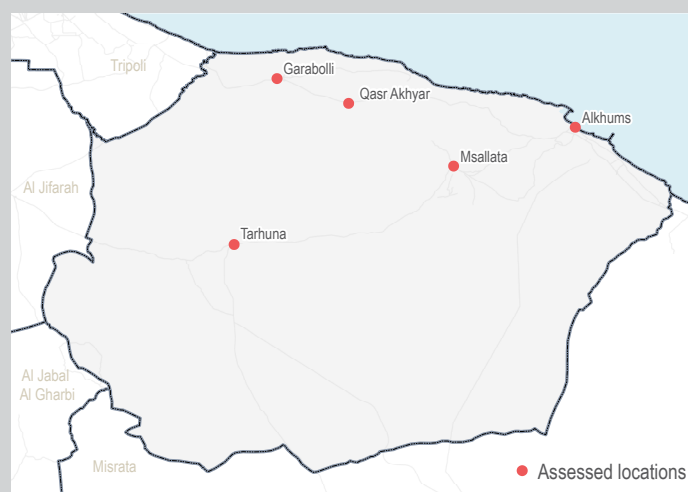 Tripoli
Garabolli
Qasr Akhyar
Alkhums
Msallata
Al Jifarah
Tarhuna
Al Jabal
Al Gharbi
Misrata
Assessed locations